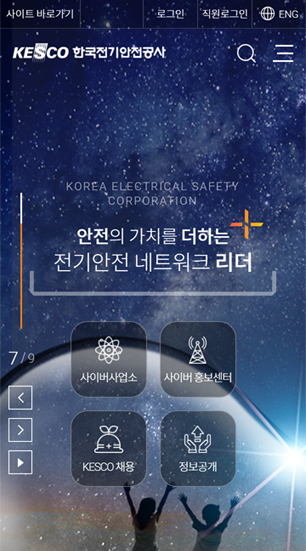 사이트 바로가기
로그인
직원로그인
ENG
KESCO 한국전기안전공사
KOREA ELECTRICAL SAFETY
CORPORATION
안전의 가치를 더하는
전기안전 네트워크 리더
7/9
사이버사업소
사이버 홍보센터
KESCO 채용
정보공개